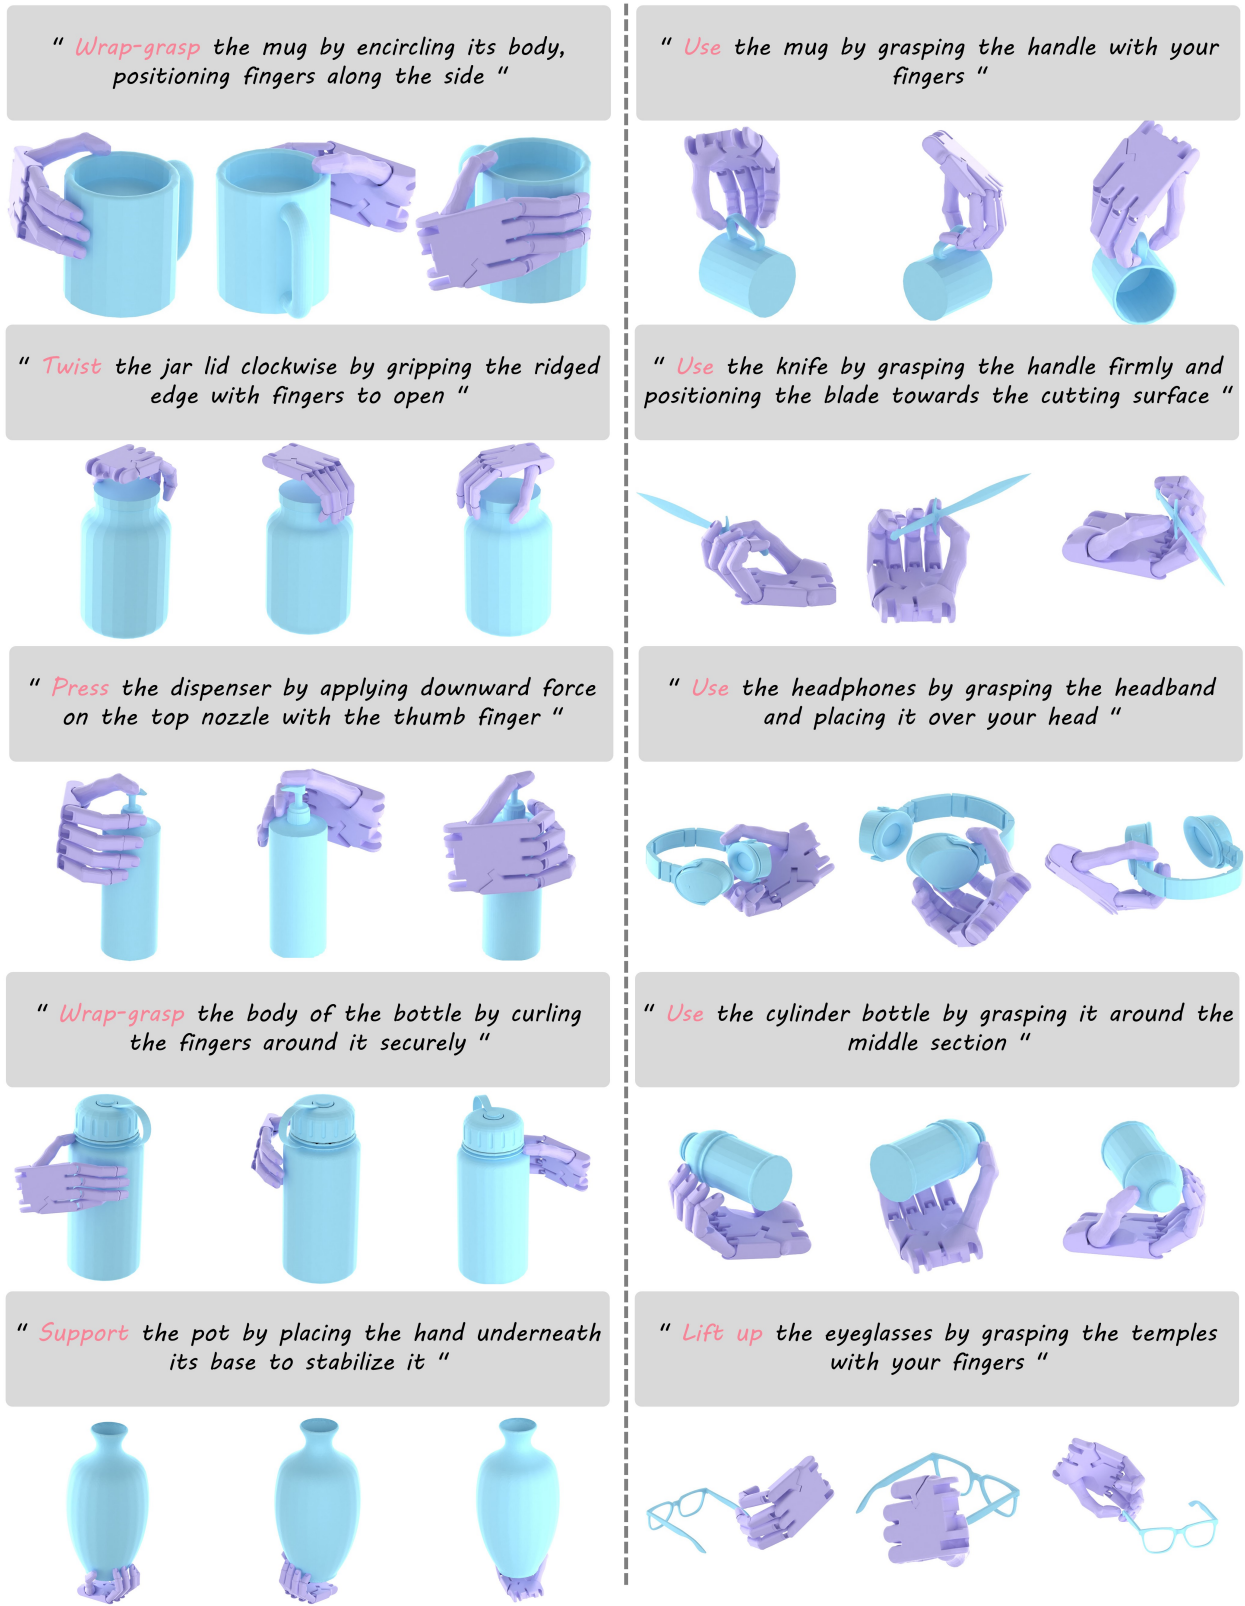 “ Wrap-grasp the mug by encircling its body,
positioning fingers along the side “
“ Use the mug by grasping the handle with your
fingers “
“ Twist the jar lid clockwise by gripping the ridged
edge with fingers to open “
“ Use the knife by grasping the handle firmly and
positioning the blade towards the cutting surface “
“ Press the dispenser by applying downward force
on the top nozzle with the thumb finger “
“ Use the headphones by grasping the headband
and placing it over your head “
“ Wrap-grasp the body of the bottle by curling
the fingers around it securely “
“ Use the cylinder bottle by grasping it around the
middle section “
“ Support the pot by placing the hand underneath
its base to stabilize it “
“ Lift up the eyeglasses by grasping the temples
with your fingers “